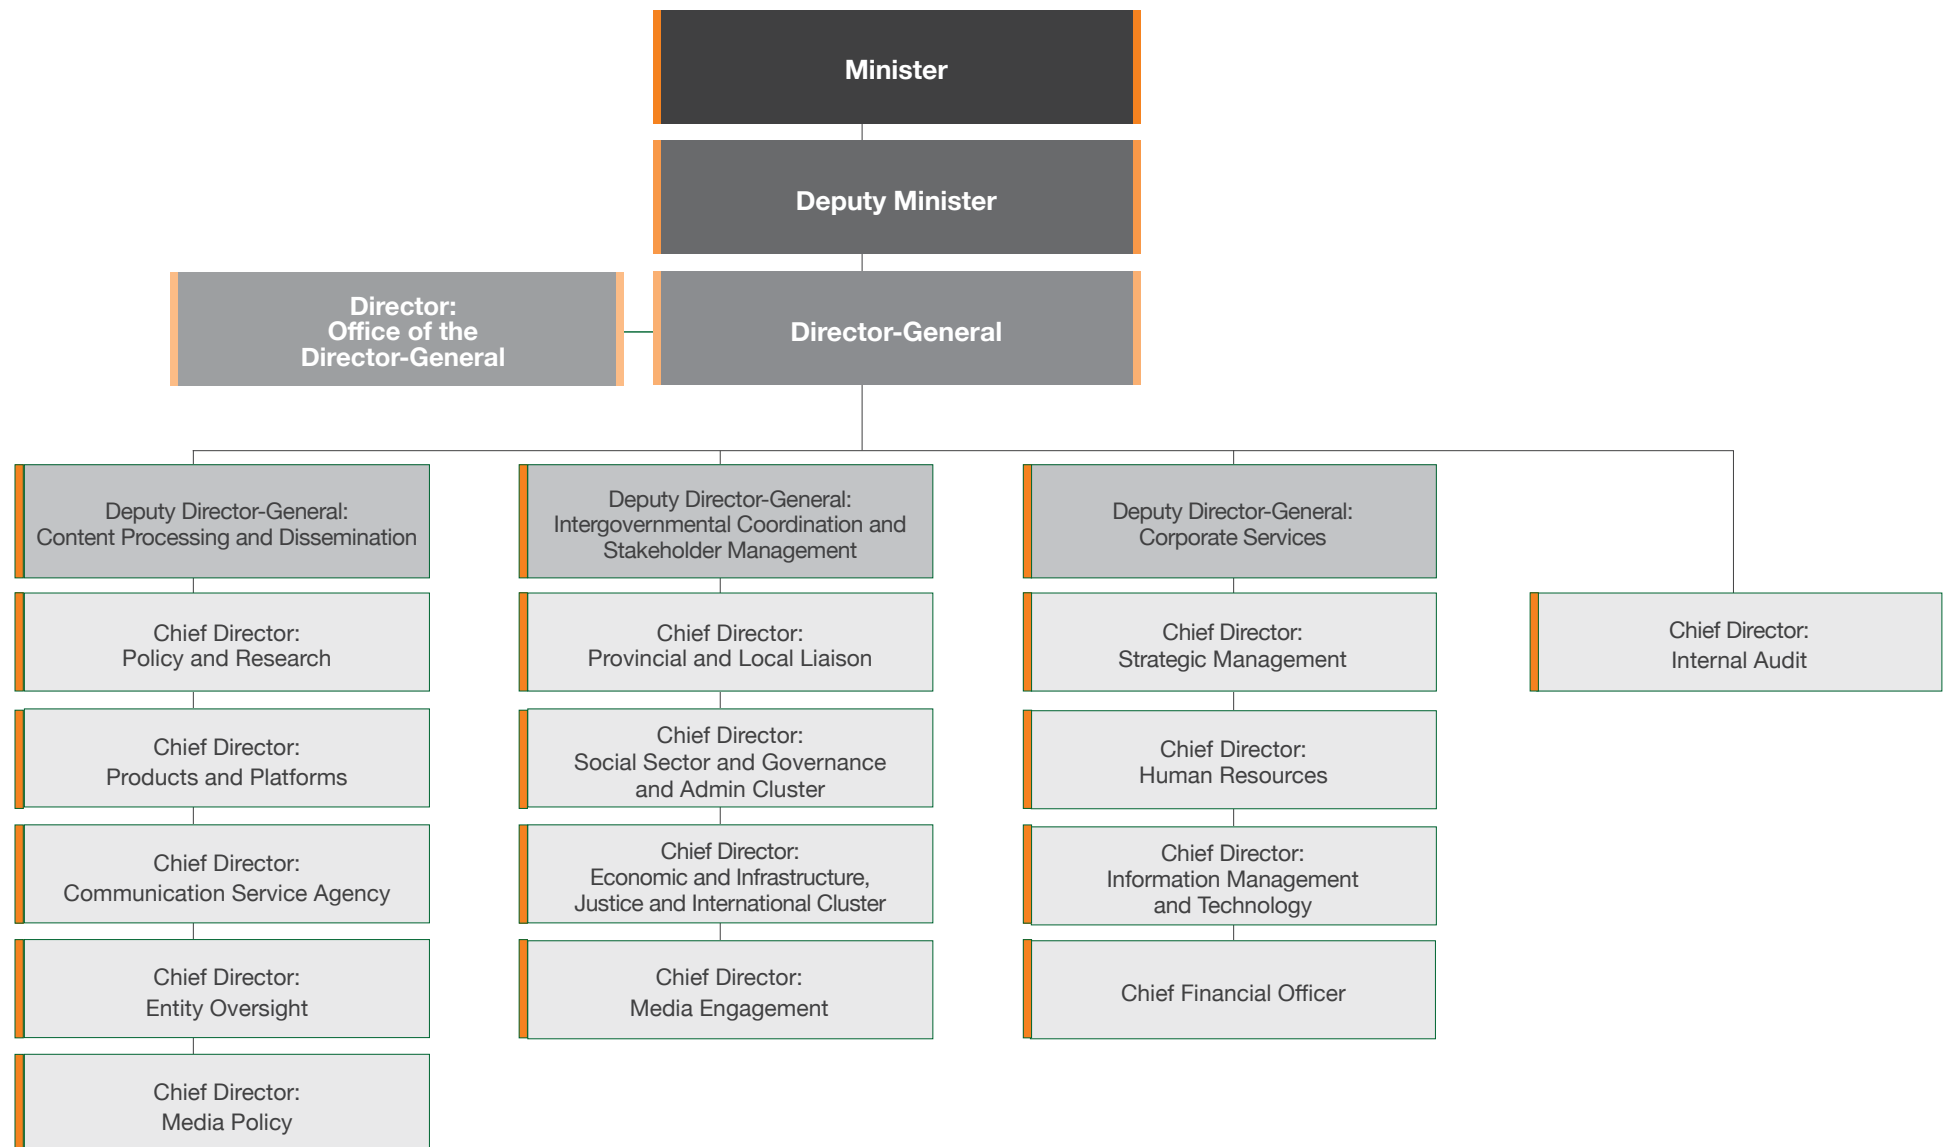 Minister
Deputy Minister
Director:
Office of the
Director-General
Director-General
Deputy Director-General:
Content Processing and Dissemination
Chief Director:
Policy and Research
Chief Director:
Products and Platforms
Chief Director:
Communication Service Agency
Chief Director:
Entity Oversight
Chief Director:
Media Policy
Deputy Director-General:
Intergovernmental Coordination and
Stakeholder Management
Chief Director:
Provincial and Local Liaison
Chief Director:
Social Sector and Governance
and Admin Cluster
Chief Director:
Economic and Infrastructure,
Justice and International Cluster
Chief Director:
Media Engagement
Deputy Director-General:
Corporate Services
Chief Director:
Strategic Management
Chief Director:
Human Resources
Chief Director:
Information Management
and Technology
Chief Financial Officer
Chief Director:
Internal Audit